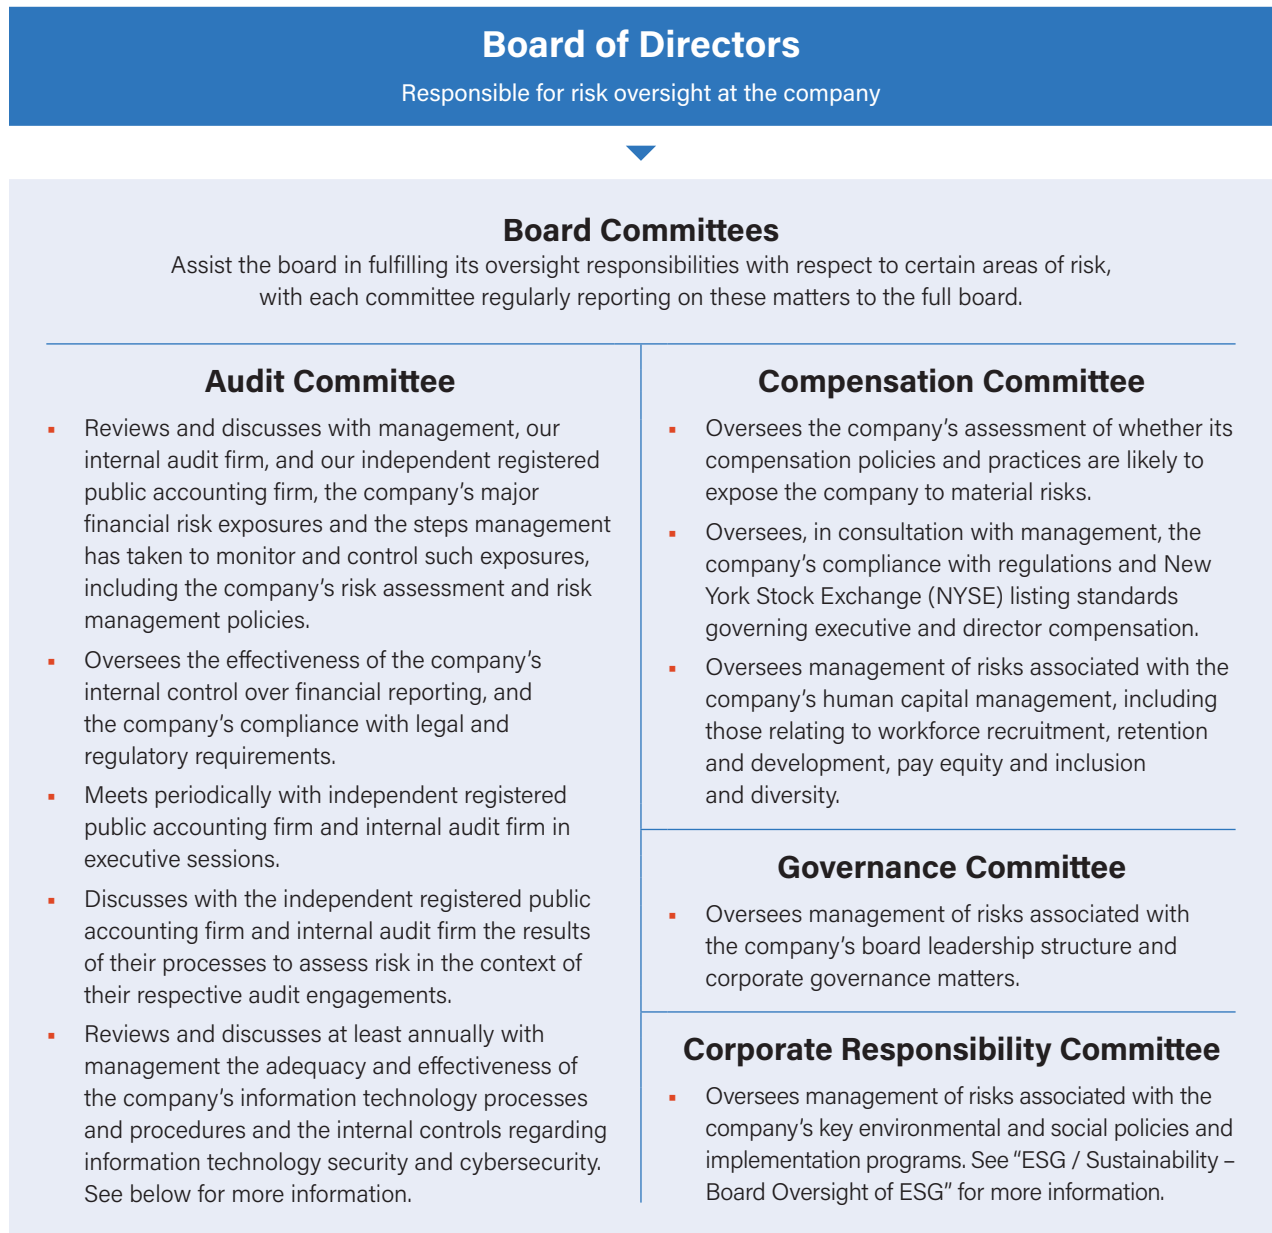 Board of Directors
Responsible for risk oversight at the company
Board Committees
Assist the board in fulfilling its oversight responsibilities with respect to certain areas of risk,
with each committee regularly reporting on these matters to the full board.
Audit Committee
▪ Reviews and discusses with management, our
internal audit firm, and our independent registered
public accounting firm, the company’s major
financial risk exposures and the steps management
has taken to monitor and control such exposures,
including the company’s risk assessment and risk
management policies.
▪ Oversees the effectiveness of the company’s
internal control over financial reporting, and
the company’s compliance with legal and
regulatory requirements.
▪ Meets periodically with independent registered
public accounting firm and internal audit firm in
executive sessions.
▪ Discusses with the independent registered public
accounting firm and internal audit firm the results
of their processes to assess risk in the context of
their respective audit engagements.
▪ Reviews and discusses at least annually with
management the adequacy and effectiveness of
the company’s information technology processes
and procedures and the internal controls regarding
information technology security and cybersecurity.
See below for more information.
Compensation Committee
▪ Oversees the company’s assessment of whether its
compensation policies and practices are likely to
expose the company to material risks.
▪ Oversees, in consultation with management, the
company’s compliance with regulations and New
York Stock Exchange (NYSE) listing standards
governing executive and director compensation.
▪ Oversees management of risks associated with the
company’s human capital management, including
those relating to workforce recruitment, retention
and development, pay equity and inclusion
and diversity.
Governance Committee
▪ Oversees management of risks associated with
the company’s board leadership structure and
corporate governance matters.
Corporate Responsibility Committee
▪ Oversees management of risks associated with the
company’s key environmental and social policies and
implementation programs. See “ESG / Sustainability –
Board Oversight of ESG” for more information.